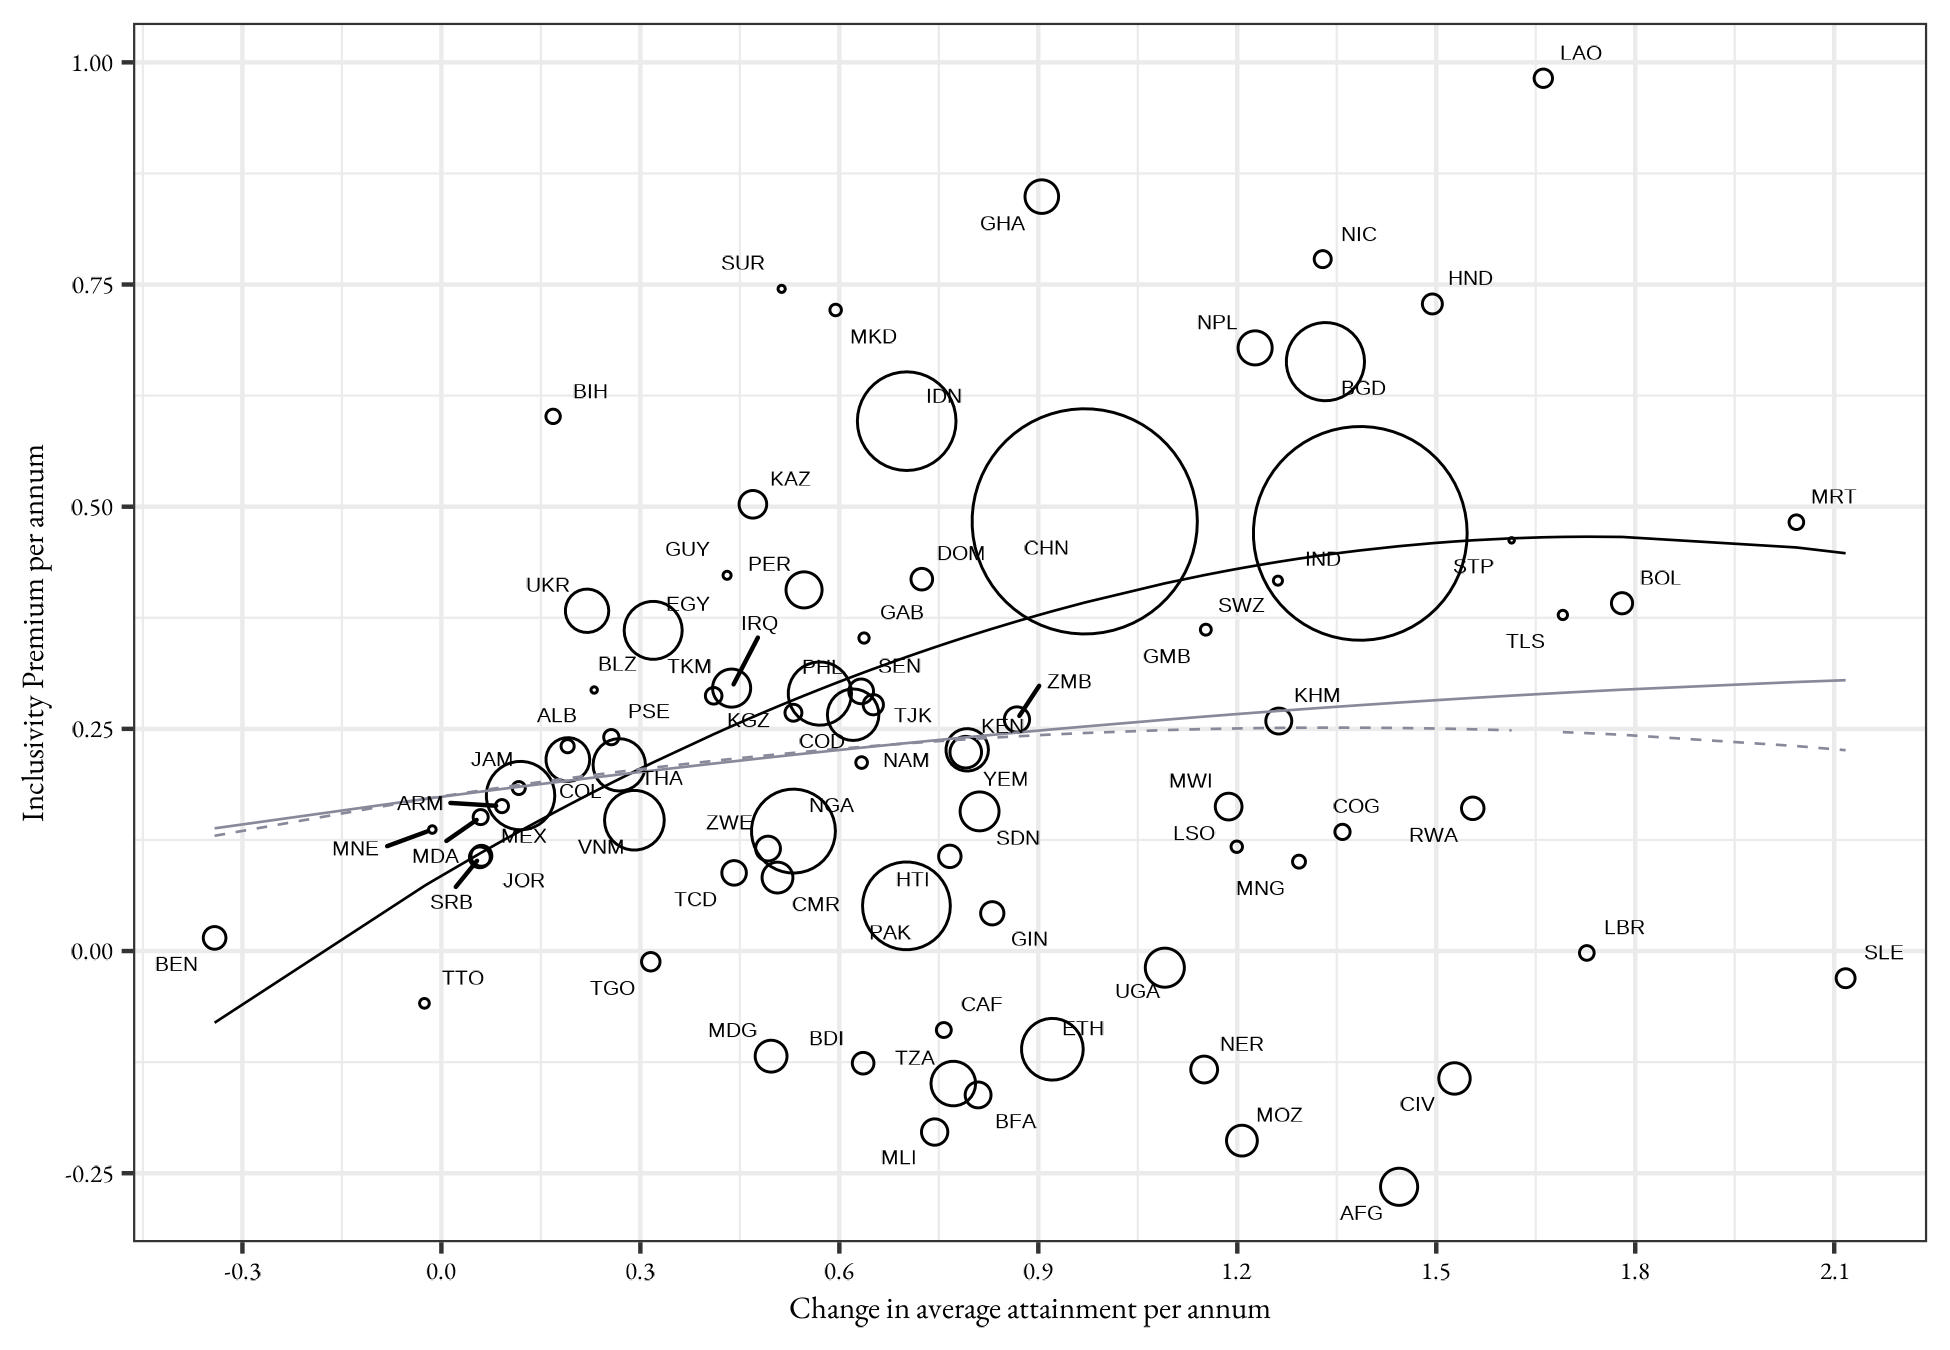 LAO
1.00
GHA
NIC
SUR
HND
0.75
NPL
MKD
BIH
IDN
BGD
KAZ
MRT
0.50
GUY
DOM
CHN
PER
IND
STP
UKR
BOL
EGY
SWZ
GAB
IRQ
TLS
GMB
BLZ
TKM
PHL
SEN
ZMB
KHM
ALB
PSE
KGZ
TJK
KEN
0.25
COD
JAM
NAM
THA
YEM
MWI
COL
ARM
NGA
COG
ZWE
LSO
RWA
MEX
SDN
MNE
MDA
VNM
JOR
HTI
MNG
SRB
TCD
CMR
LBR
PAK
GIN
0.00
SLE
BEN
TTO
TGO
UGA
CAF
MDG
BDI
ETH
NER
TZA
CIV
MOZ
BFA
MLI
-0.25
AFG
-0.3 0.0 0.3 0.6 0.9 1.2 1.5 1.8 2.1
Change in average attainment per annum
Inclusivity Premium per annum